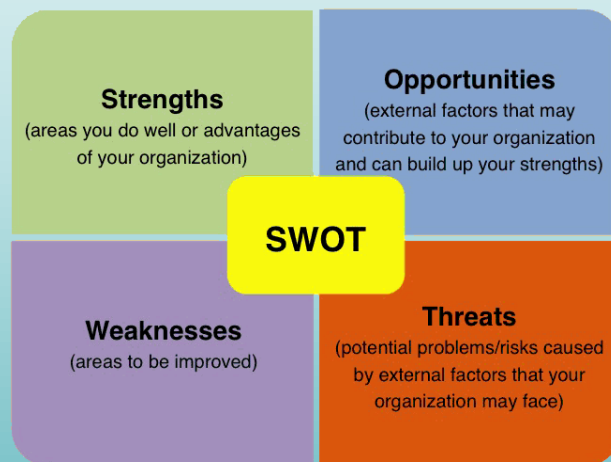 Strengths
(areas you do well or advantages
of your organization)
Opportunities
(external factors that may
contribute to your organization
and can build up your strengths)
SWOT
Weaknesses
(areas to be improved)
Threats
(potential problems/risks caused
by external factors that your
organization may face)